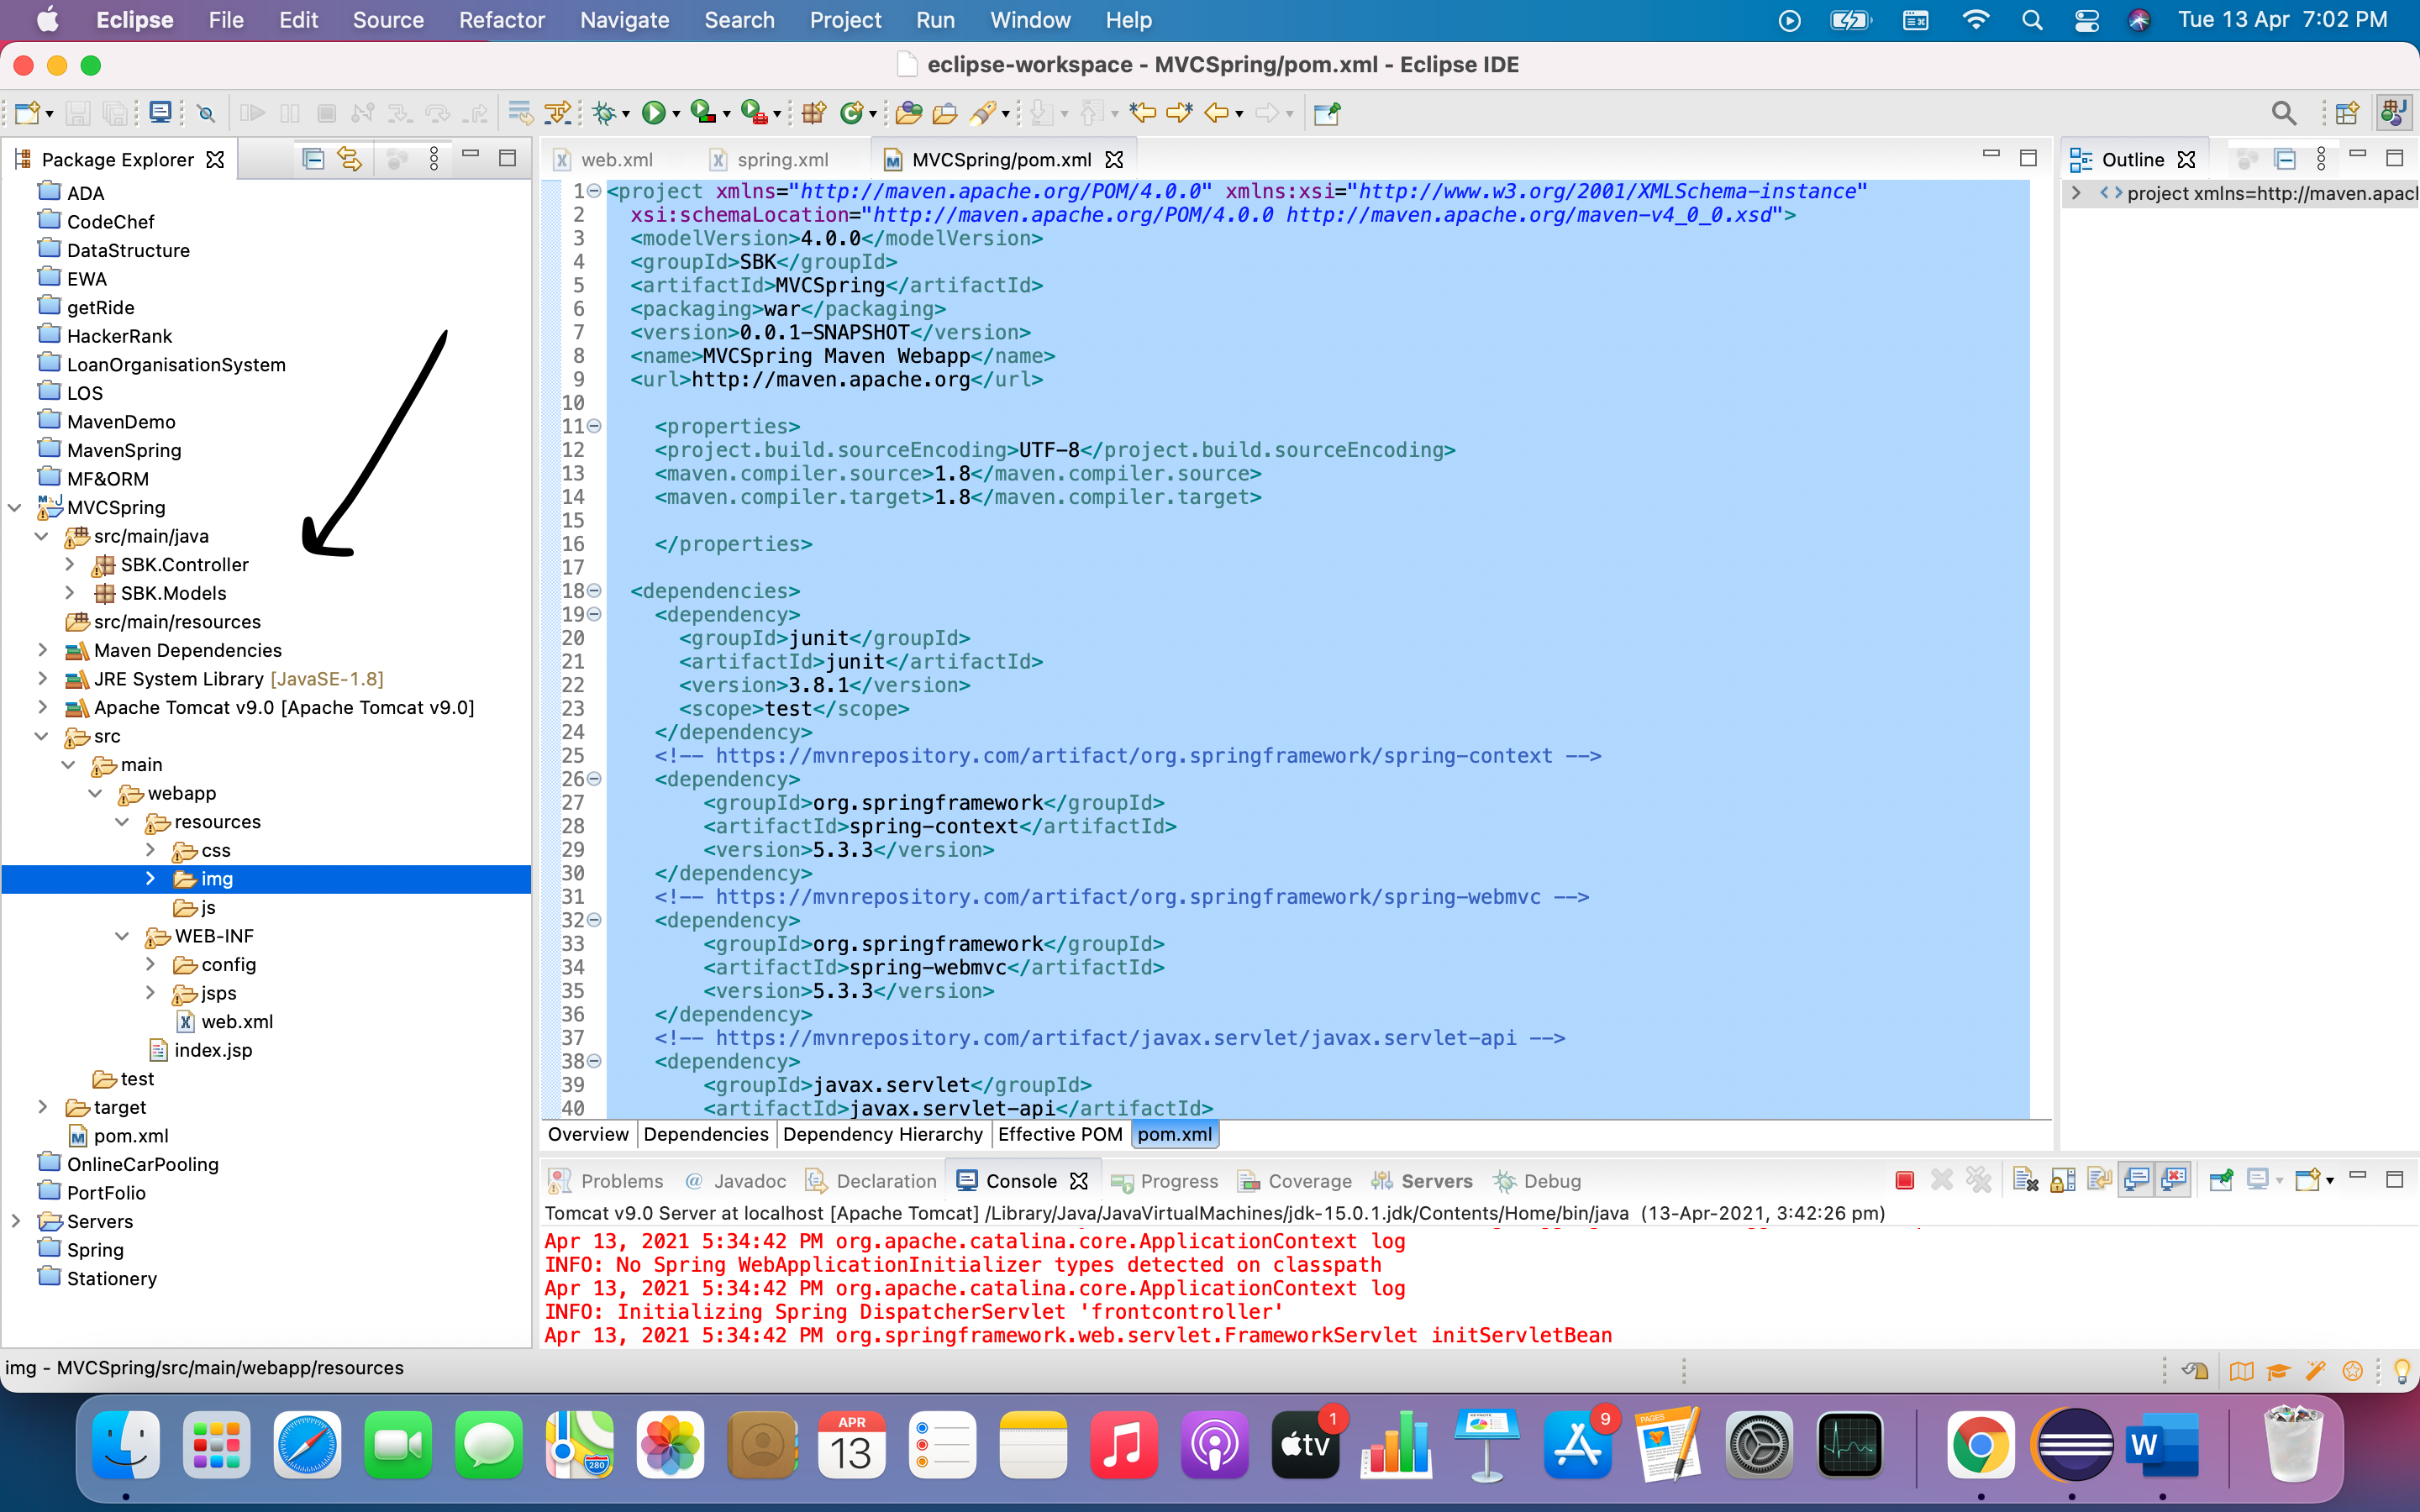 Eclipse File Edit Source Refactor Navigate Search Project Run Window Help Tue 13 Apr 7:02 PM
eclipse-workspace - MVCSpring/pom.xml - Eclipse IDE
Package Explorer
ADA
CodeChef
DataStructure
EWA
getRide
HackerRank
LoanOrganisationSystem
LOS
MavenDemo
MavenSpring
MF&ORM
MVCSpring
src/main/java
SBK.Controller
SBK.Models
src/main/resources
Maven Dependencies
JRE System Library [JavaSE-1.8]
Apache Tomcat v9.0 [Apache Tomcat v9.0]
src
main
webapp
resources
css
img
js
WEB-INF
config
jsps
web.xml
index.jsp
test
target
pom.xml
OnlineCarPooling
PortFolio
Servers
Spring
Stationery
web.xml spring.xml MVCSpring/pom.xml
1 <project xmlns="http://maven.apache.org/POM/4.0.0" xmlns:xsi="http://www.w3.org/2001/XMLSchema-instance"
2 xsi:schemaLocation="http://maven.apache.org/POM/4.0.0 http://maven.apache.org/maven-v4_0_0.xsd">
3 <modelVersion>4.0.0</modelVersion>
4 <groupId>SBK</groupId>
5 <artifactId>MVCSpring</artifactId>
6 <packaging>war</packaging>
7 <version>0.0.1-SNAPSHOT</version>
8 <name>MVCSpring Maven Webapp</name>
9 <url>http://maven.apache.org</url>
10
11 <properties>
12 <project.build.sourceEncoding>UTF-8</project.build.sourceEncoding>
13 <maven.compiler.source>1.8</maven.compiler.source>
14 <maven.compiler.target>1.8</maven.compiler.target>
15
16 </properties>
17
18 <dependencies>
19 <dependency>
20 <groupId>junit</groupId>
21 <artifactId>junit</artifactId>
22 <version>3.8.1</version>
23 <scope>test</scope>
24 </dependency>
25 <!-- https://mvnrepository.com/artifact/org.springframework/spring-context -->
26 <dependency>
27 <groupId>org.springframework</groupId>
28 <artifactId>spring-context</artifactId>
29 <version>5.3.3</version>
30 </dependency>
31 <!-- https://mvnrepository.com/artifact/org.springframework/spring-webmvc -->
32 <dependency>
33 <groupId>org.springframework</groupId>
34 <artifactId>spring-webmvc</artifactId>
35 <version>5.3.3</version>
36 </dependency>
37 <!-- https://mvnrepository.com/artifact/javax.servlet/javax.servlet-api -->
38 <dependency>
39 <groupId>javax.servlet</groupId>
40 <artifactId>javax.servlet-api</artifactId>
Overview Dependencies Dependency Hierarchy Effective POM pom.xml
Outline
project xmlns=http://maven.apacl
Problems Javadoc Declaration Console Progress Coverage Servers Debug
Tomcat v9.0 Server at localhost [Apache Tomcat] /Library/Java/JavaVirtualMachines/jdk-15.0.1.jdk/Contents/Home/bin/java (13-Apr-2021, 3:42:26 pm)
Apr 13, 2021 5:34:42 PM org.apache.catalina.core.ApplicationContext log
INFO: No Spring WebApplicationInitializer types detected on classpath
Apr 13, 2021 5:34:42 PM org.apache.catalina.core.ApplicationContext log
INFO: Initializing Spring DispatcherServlet 'frontcontroller'
Apr 13, 2021 5:34:42 PM org.springframework.web.servlet.FrameworkServlet initServletBean
img - MVCSpring/src/main/webapp/resources
280
APR
13
tv
1
9
PAGES
W